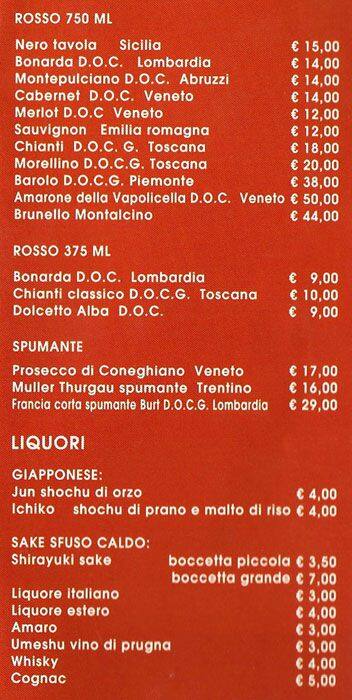 ROSSO 750 ML
Nero tavola Sicilia € 15,00
Bonarda D.O.C. Lombardia € 14,00
Montepulciano D.O.C. Abruzzi € 14,00
Cabernet D.O.C. Veneto € 14,00
Merlot D.O.C Veneto € 12,00
Sauvignon Emilia romagna € 12,00
Chianti D.O.C. G. Toscana € 18,00
Morellino D.O.C.G. Toscana € 20,00
Barolo D.O.C.G. Piemonte € 38,00
Amarone della Vapolicella D.O.C. Veneto € 50,00
Brunello Montalcino € 44,00
ROSSO 375 ML
Bonarda D.O.C. Lombardia € 9,00
Chianti classico D.O.C.G. Toscana € 10,00
Dolcetto Alba D.O.C. € 9,00
SPUMANTE
Prosecco di Coneghiano Veneto € 17,00
Muller Thurgau spumante Trentino € 16,00
Francia corta spumante Burt D.O.C.G. Lombardia € 29,00
LIQUORI
GIAPPONESE:
Jun shochu di orzo € 4,00
Ichiko shochu di prano e malto di riso € 4,00
SAKE SFUSO CALDO:
Shirayuki sake boccetta piccola € 3,50
boccetta grande € 7,00
Liquore italiano € 3,00
Liquore estero € 4,00
Amaro € 3,00
Umeshu vino di prugna € 3,00
Whisky € 4,00
Cognac € 5,00